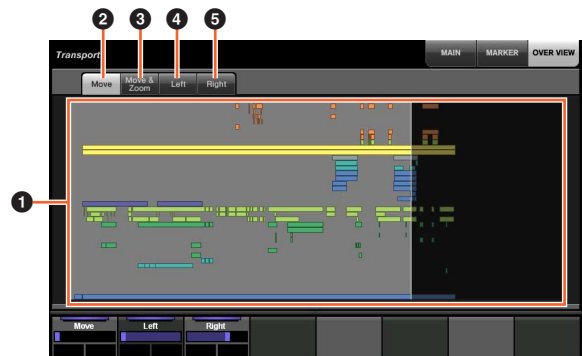 2 3 4 5
Transport
MAIN MARKER OVER VIEW
Move Move & Zoom Left Right
1
Move Left Right